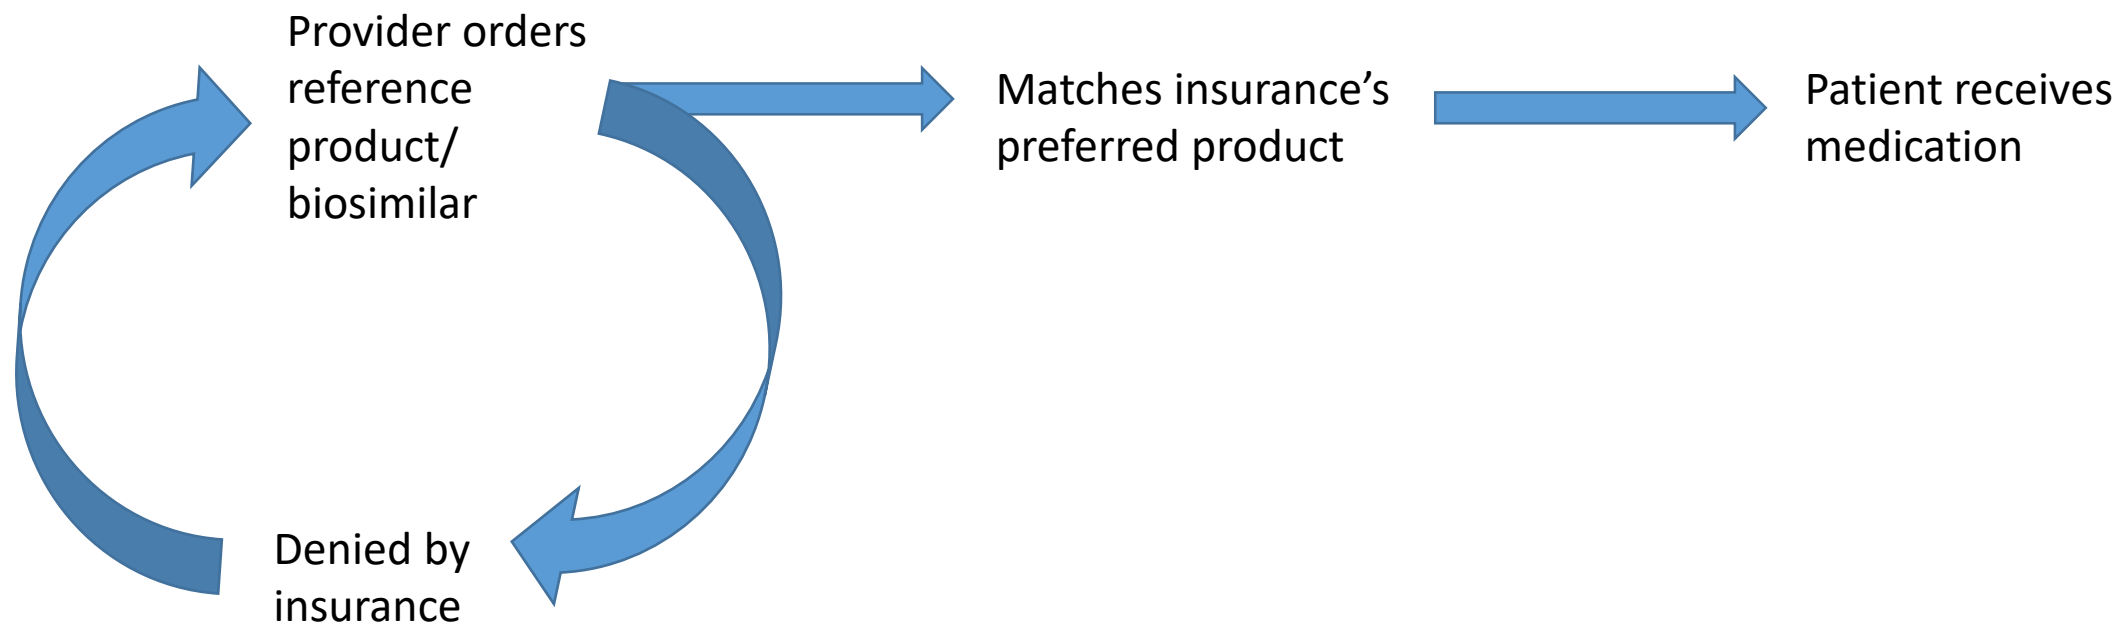 Provider orders
reference
product/
biosimilar
Matches insurance’s
preferred product
Patient receives
medication
Denied by
insurance